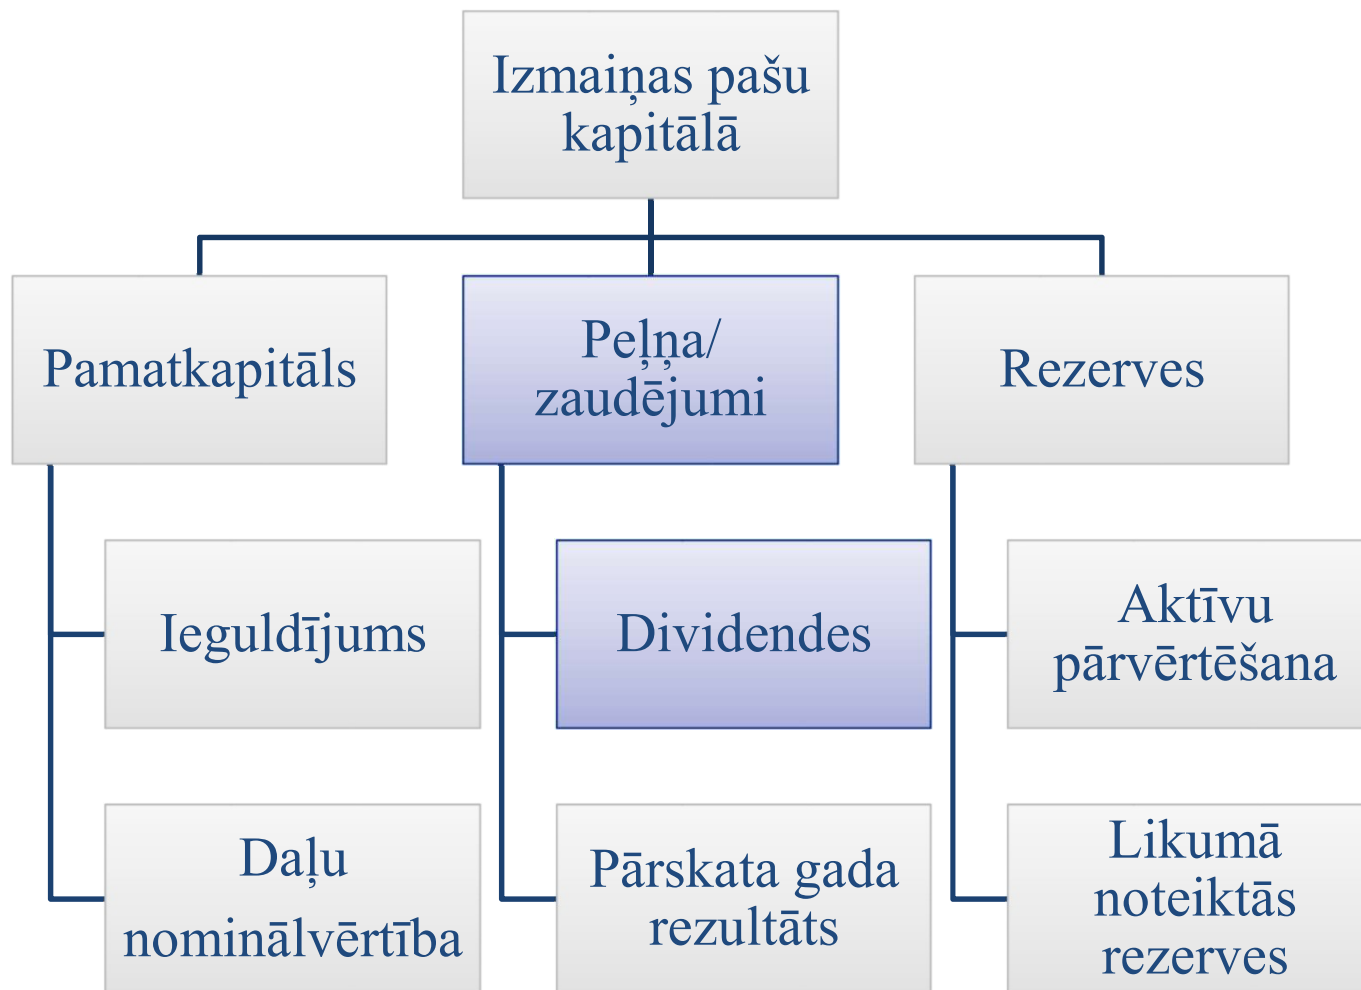 Izmaiņas pašu
kapitālā
Pamatkapitāls
Peļņa/
zaudējumi
Rezerves
Ieguldījums
Dividendes
Aktīvu
pārvērtēšana
Daļu
nominālvērtība
Pārskata gada
rezultāts
Likumā
noteiktās
rezerves